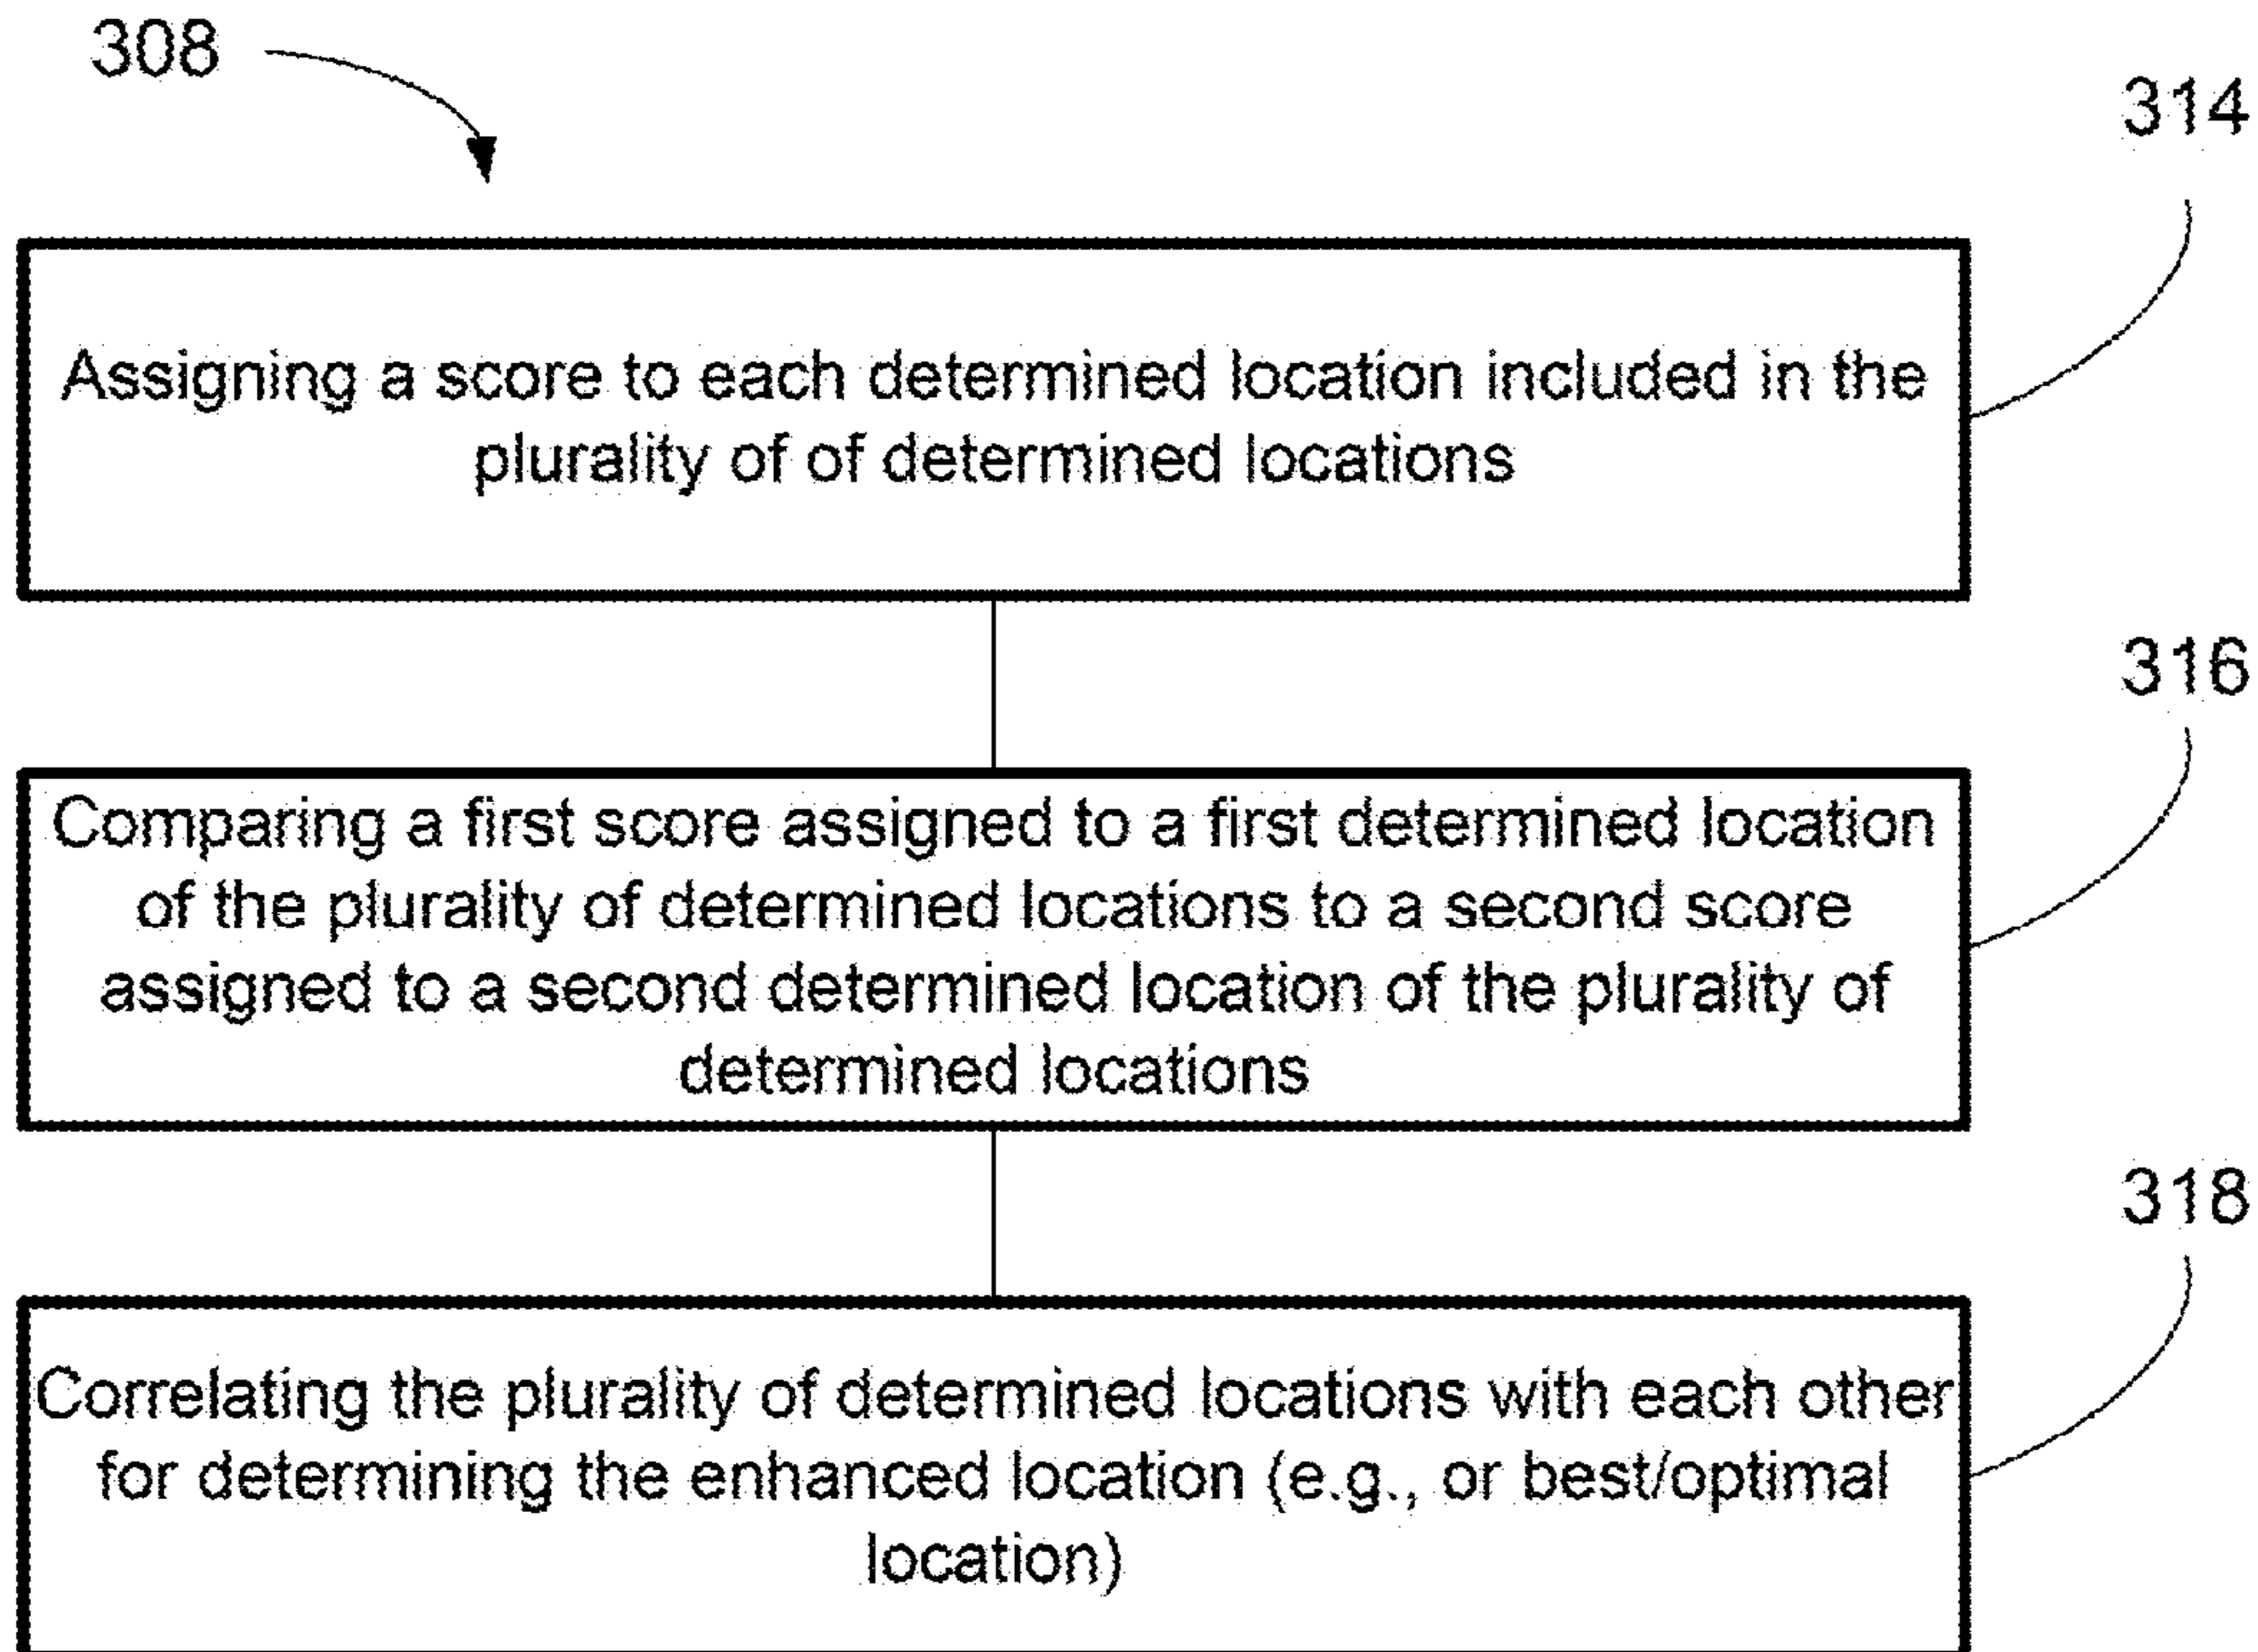 308
314
Assigning a score to each determined location included in the
plurality of of determined locations
316
Comparing a first score assigned to a first determined location
of the plurality of determined locations to a second score
assigned to a second determined location of the plurality of
determined locations
318
Correlating the plurality of determined locations with each other
for determining the enhanced location (e.g., or best/optimal
location)